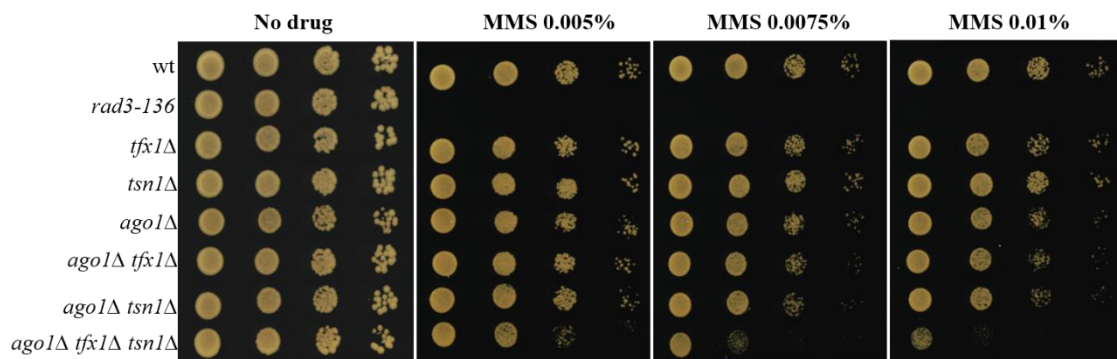 No drug MMS 0.005% MMS 0.0075% MMS 0.01%
wt
rad3-136
tfx1Δ
tsn1Δ
ago1Δ
ago1Δ tfx1Δ
ago1Δ tsn1Δ
ago1Δ tfx1Δ tsn1Δ